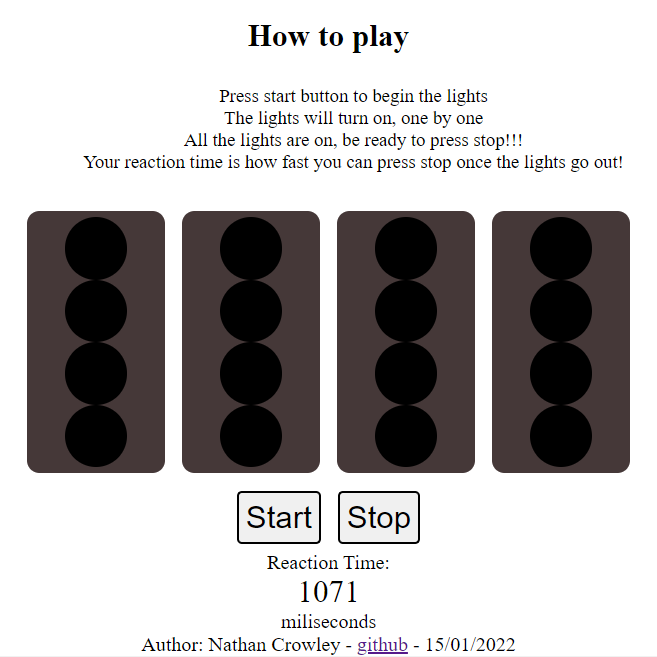 How to play
Press start button to begin the lights
The lights will turn on, one by one
All the lights are on, be ready to press stop!!!
Your reaction time is how fast you can press stop once the lights go out!
Start Stop
Reaction Time:
1071
miliseconds
Author: Nathan Crowley - github - 15/01/2022